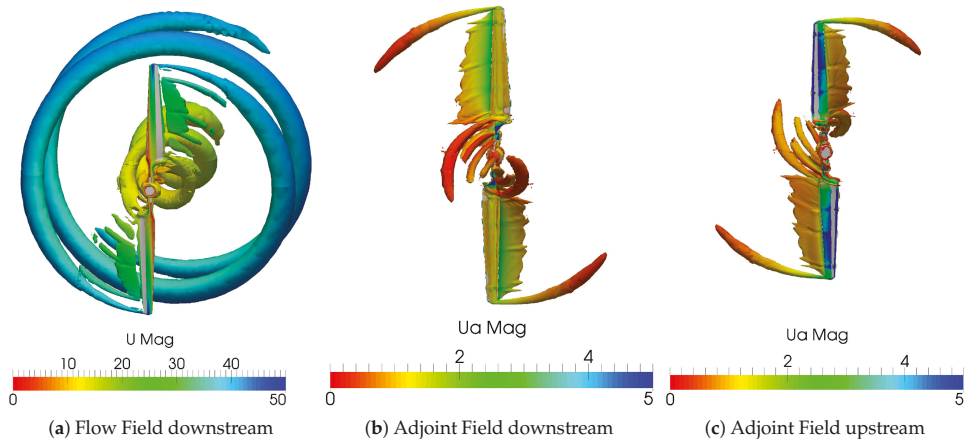 U Mag
10 20 30 40
0 50
(a) Flow Field downstream
Ua Mag
2 4
0 5
(b) Adjoint Field downstream
Ua Mag
2 4
0 5
(c) Adjoint Field upstream